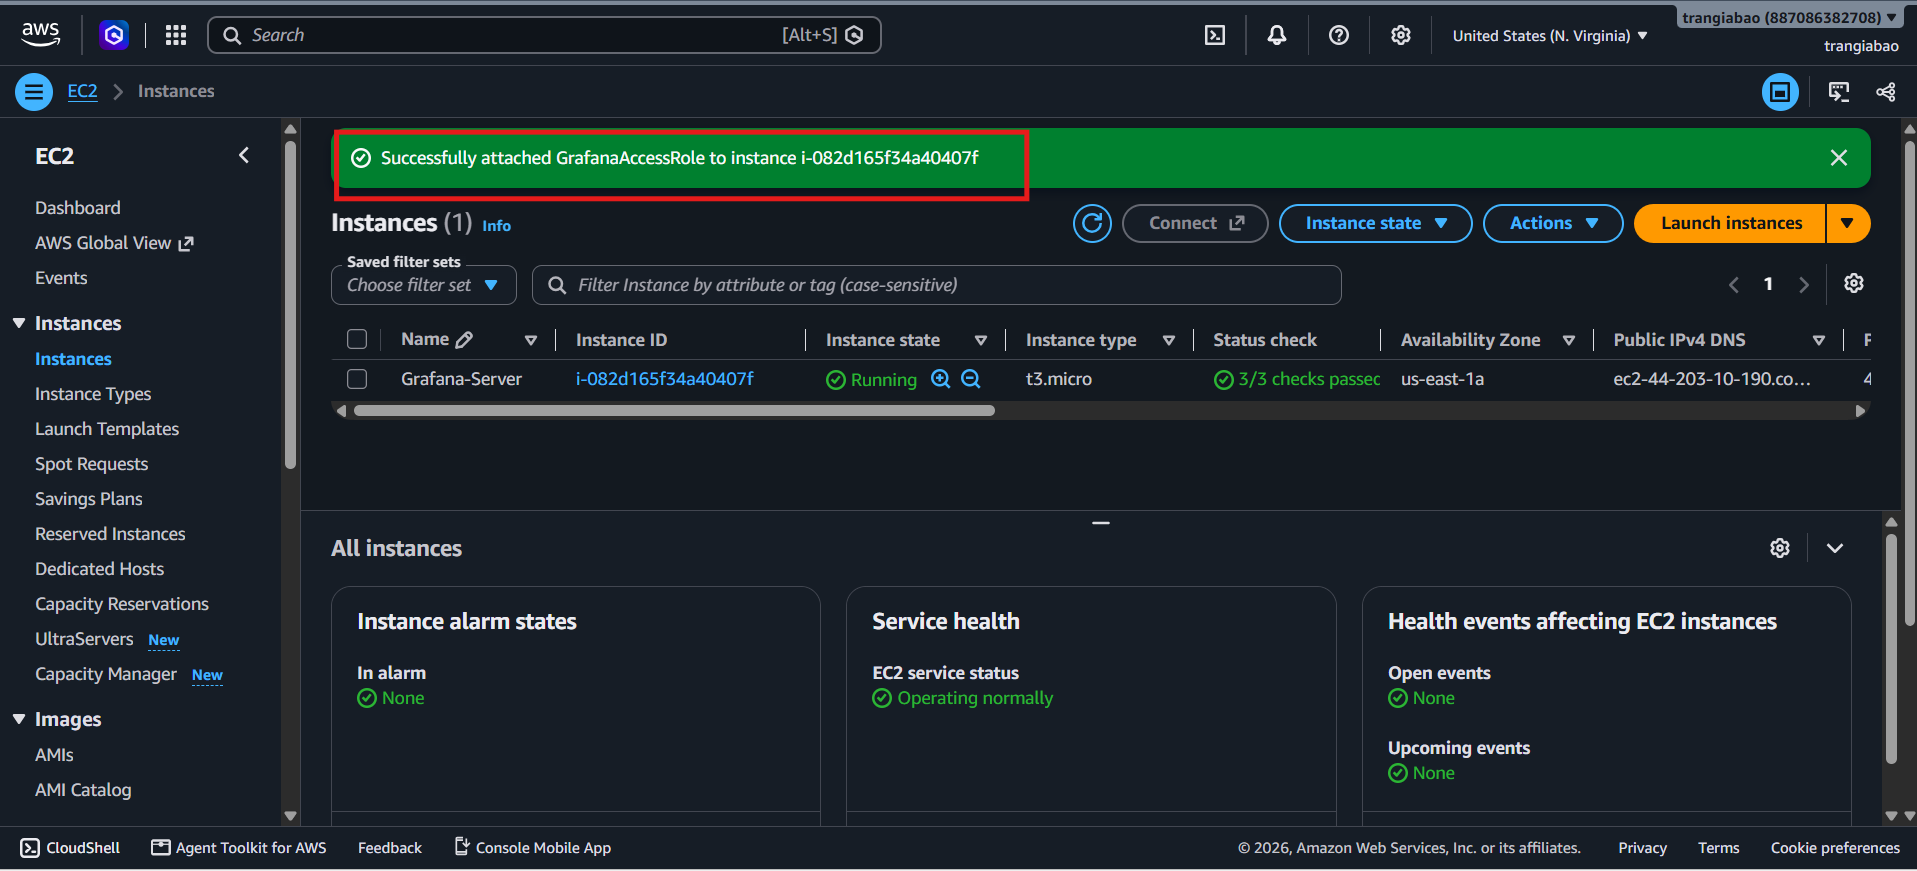 aws
Search [Alt+S]
United States (N. Virginia)
trangiabao (887086382708)
trangiabao
EC2 Instances
EC2
Dashboard
AWS Global View
Events
Instances
Instances
Instance Types
Launch Templates
Spot Requests
Savings Plans
Reserved Instances
Dedicated Hosts
Capacity Reservations
UltraServers New
Capacity Manager New
Images
AMIs
AMI Catalog
Successfully attached GrafanaAccessRole to instance i-082d165f34a40407f
Instances (1) Info
Connect Instance state Actions Launch instances
Saved filter sets
Choose filter set
Filter Instance by attribute or tag (case-sensitive)
1
Name Instance ID Instance state Instance type Status check Availability Zone Public IPv4 DNS
Grafana-Server i-082d165f34a40407f Running t3.micro 3/3 checks passed us-east-1a ec2-44-203-10-190.co... 4
All instances
Instance alarm states
In alarm
None
Service health
EC2 service status
Operating normally
Health events affecting EC2 instances
Open events
None
Upcoming events
None
CloudShell Agent Toolkit for AWS Feedback Console Mobile App
© 2026, Amazon Web Services, Inc. or its affiliates. Privacy Terms Cookie preferences